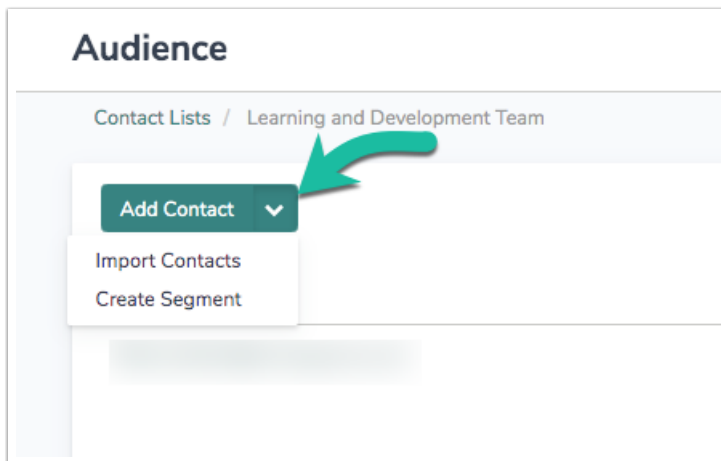 Audience
Contact Lists / Learning and Development Team
Add Contact
Import Contacts
Create Segment